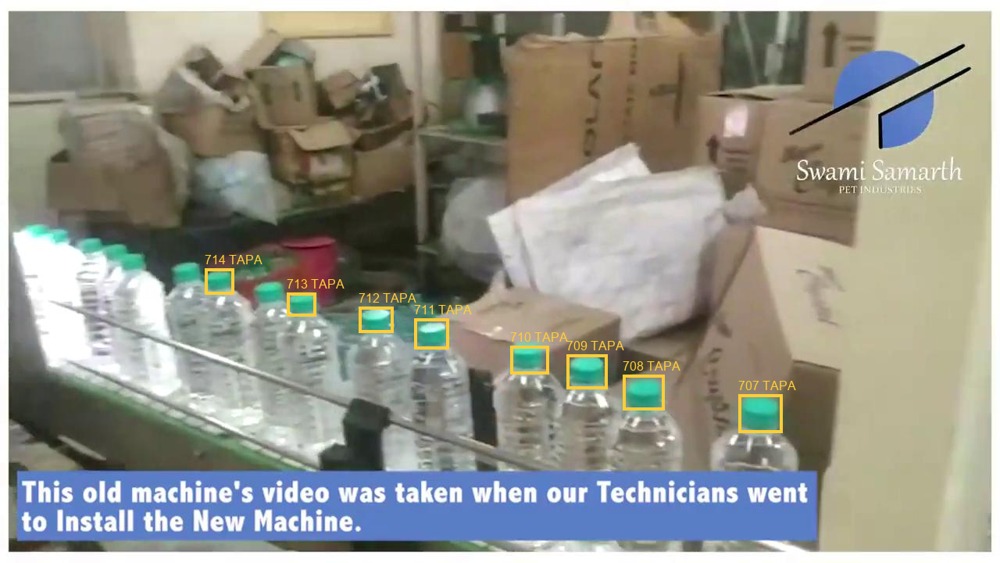 Swami Samarth
PET INDUSTRIES
714 TAPA
713 TAPA
712 TAPA
711 TAPA
710 TAPA
709 TAPA
708 TAPA
707 TAPA
This old machine's video was taken when our Technicians went
to Install the New Machine.